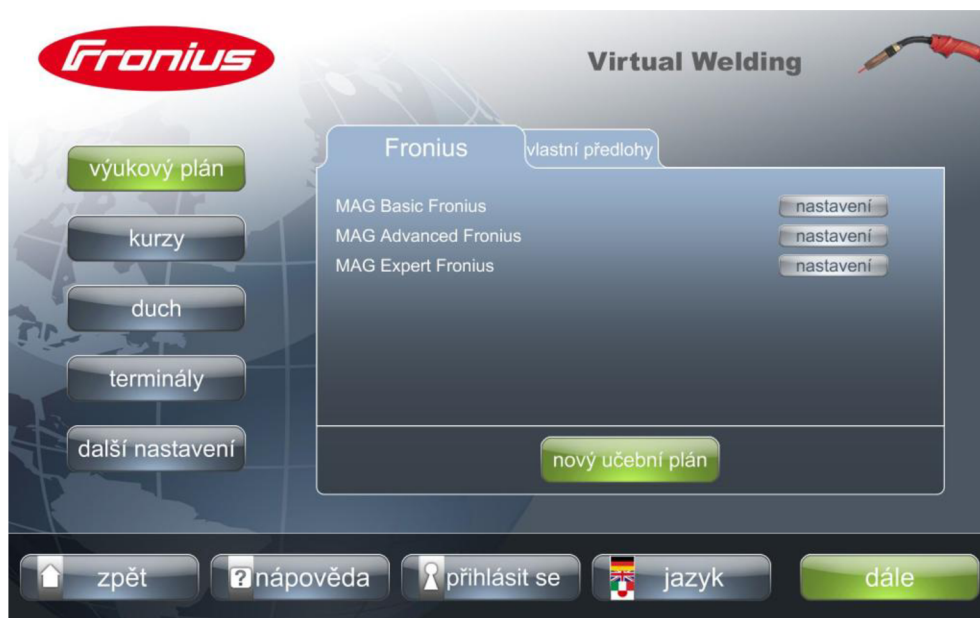 Fronius
Virtual Welding
výukový plán
kurzy
duch
terminály
další nastavení
Fronius
vlastní předlohy
MAG Basic Fronius
nastavení
MAG Advanced Fronius
nastavení
MAG Expert Fronius
nastavení
nový učební plán
zpět
? nápověda
přihlásit se
jazyk
dále